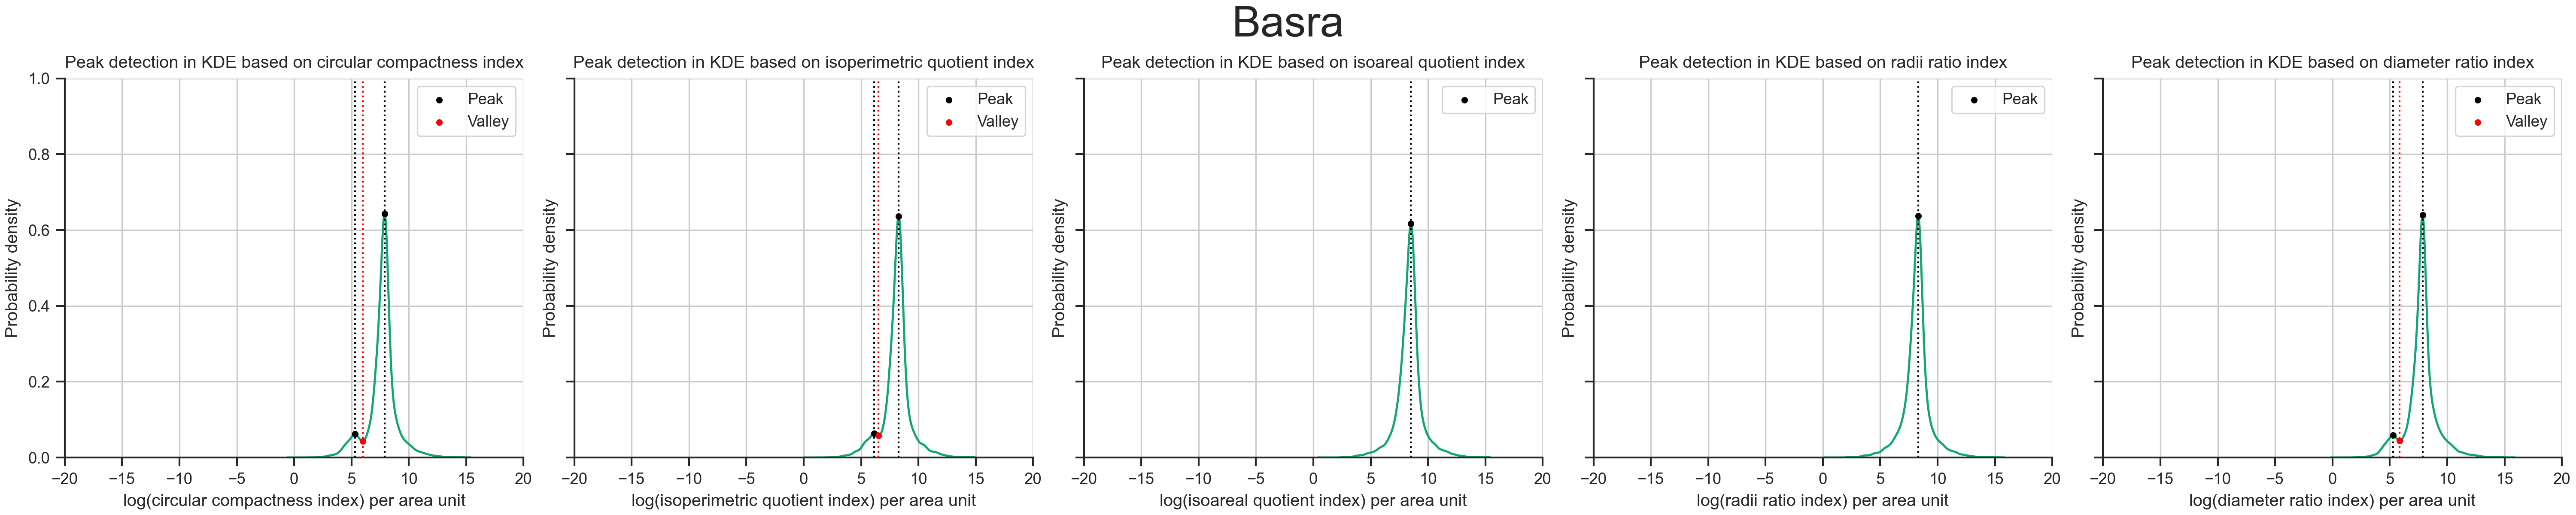 Basra
Peak detection in KDE based on circular compactness index
1.0
0.8
0.6
0.4
0.2
0.0
Probability density
Peak
Valley
−20 −15 −10 −5 0 5 10 15 20
log(circular compactness index) per area unit
Peak detection in KDE based on isoperimetric quotient index
Probability density
Peak
Valley
−20 −15 −10 −5 0 5 10 15 20
log(isoperimetric quotient index) per area unit
Peak detection in KDE based on isoareal quotient index
Probability density
Peak
−20 −15 −10 −5 0 5 10 15 20
log(isoareal quotient index) per area unit
Peak detection in KDE based on radii ratio index
Probability density
Peak
−20 −15 −10 −5 0 5 10 15 20
log(radii ratio index) per area unit
Peak detection in KDE based on diameter ratio index
Probability density
Peak
Valley
−20 −15 −10 −5 0 5 10 15 20
log(diameter ratio index) per area unit